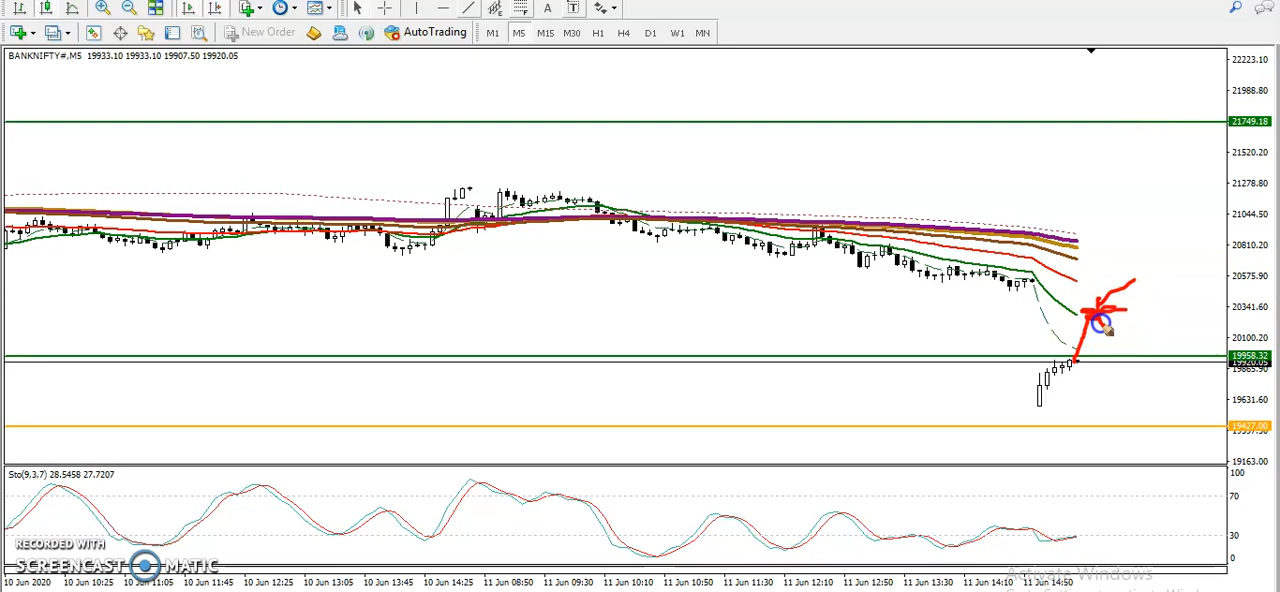 A
T
New Order
AutoTrading
M1
M5
M15
M30
H1
H4
D1
W1
MN
BANKNIFTY#,M5 19933.10 19933.10 19907.50 19920.05
22223.10
21988.80
21749.18
21520.20
21278.80
21044.50
20810.20
20575.90
20341.60
20100.20
19958.32
19920.05
19865.90
19631.60
19427.00
19163.00
Sto(9,3,7) 28.5458 27.7207
100
70
30
0
RECORDED WITH
SCREENCAST MATIC
Activate Windows
10 Jun 2020
10 Jun 10:25
10 Jun 11:05
10 Jun 11:45
10 Jun 12:25
10 Jun 13:05
10 Jun 13:45
10 Jun 14:25
11 Jun 08:50
11 Jun 09:30
11 Jun 10:10
11 Jun 10:50
11 Jun 11:30
11 Jun 12:10
11 Jun 12:50
11 Jun 13:30
11 Jun 14:10
11 Jun 14:50